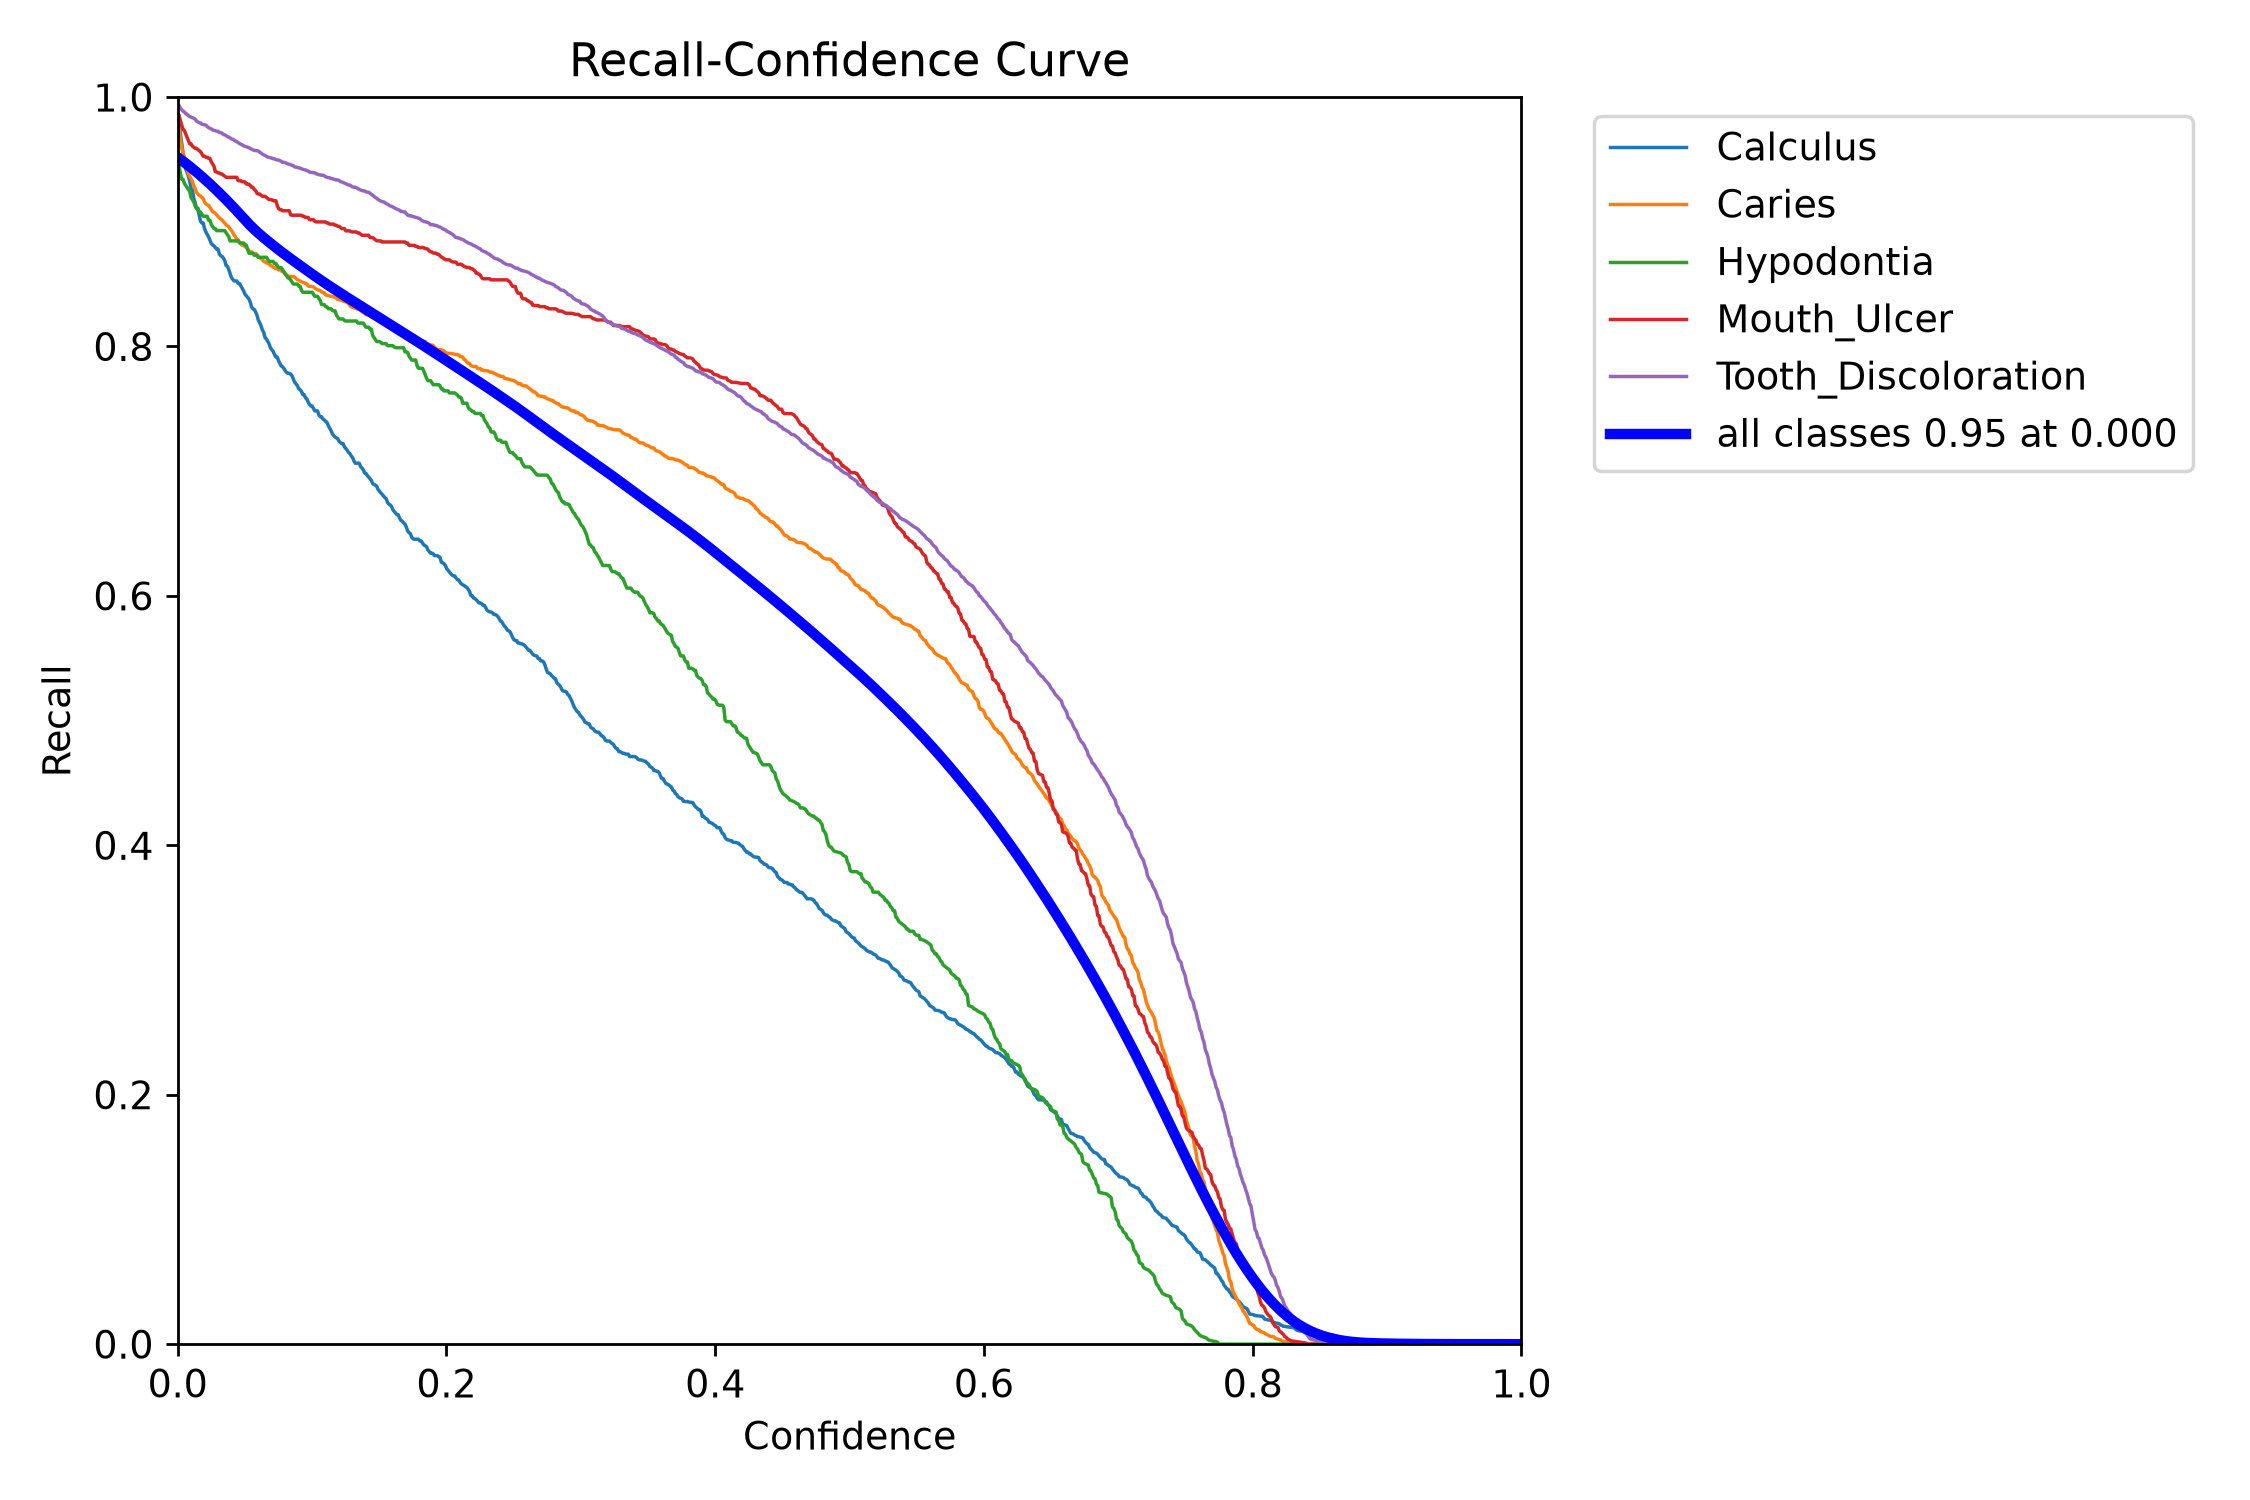 Recall-Confidence Curve
1.0
0.8
0.6
0.4
0.2
0.0
Recall
0.0 0.2 0.4 0.6 0.8 1.0
Confidence
Calculus
Caries
Hypodontia
Mouth_Ulcer
Tooth_Discoloration
all classes 0.95 at 0.000